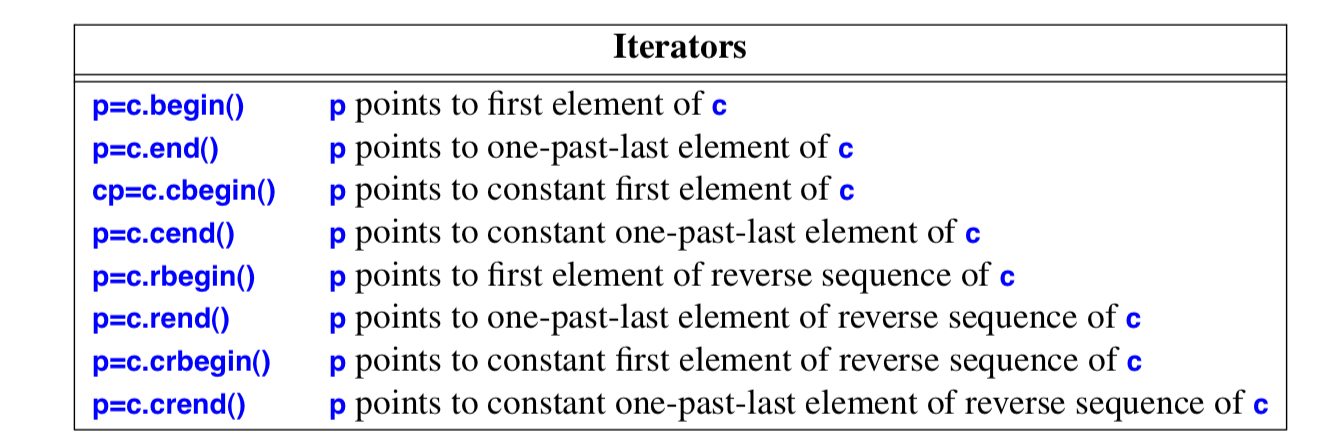 Iterators
p=c.begin() p points to first element of c
p=c.end() p points to one-past-last element of c
cp=c.cbegin() p points to constant first element of c
p=c.cend() p points to constant one-past-last element of c
p=c.rbegin() p points to first element of reverse sequence of c
p=c.rend() p points to one-past-last element of reverse sequence of c
p=c.crbegin() p points to constant first element of reverse sequence of c
p=c.crend() p points to constant one-past-last element of reverse sequence of c